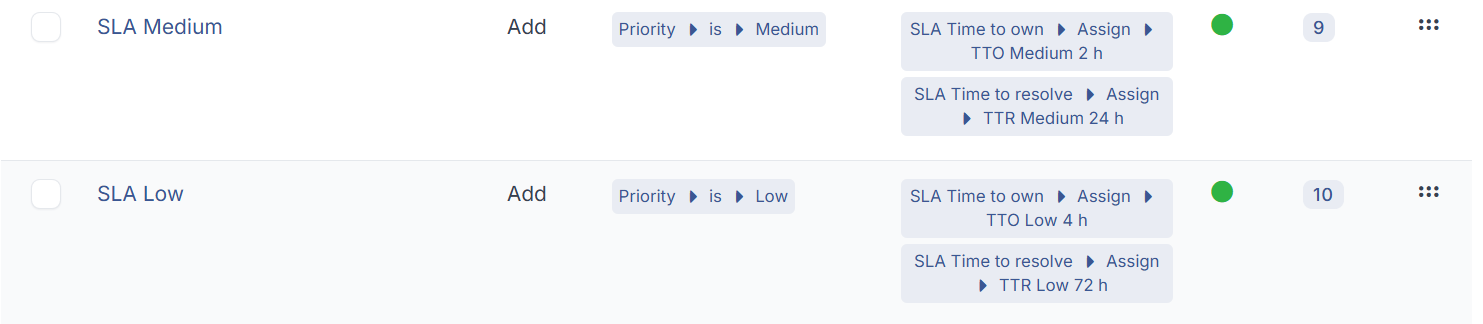 SLA Medium Add Priority is Medium SLA Time to own Assign
TTO Medium 2 h
9
SLA Time to resolve Assign
TTR Medium 24 h
SLA Low Add Priority is Low SLA Time to own Assign
TTO Low 4 h
10
SLA Time to resolve Assign
TTR Low 72 h